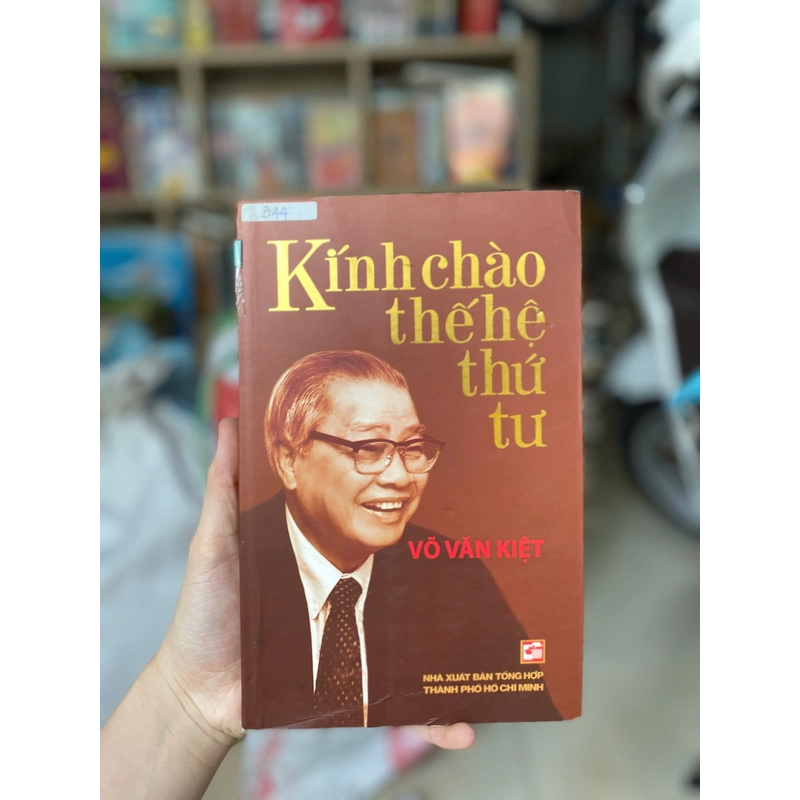 344
Kính chào
thế hệ
thứ
tư
VÕ VĂN KIỆT
NHÀ XUẤT BẢN TỔNG HỢP
THÀNH PHỐ HỒ CHÍ MINH